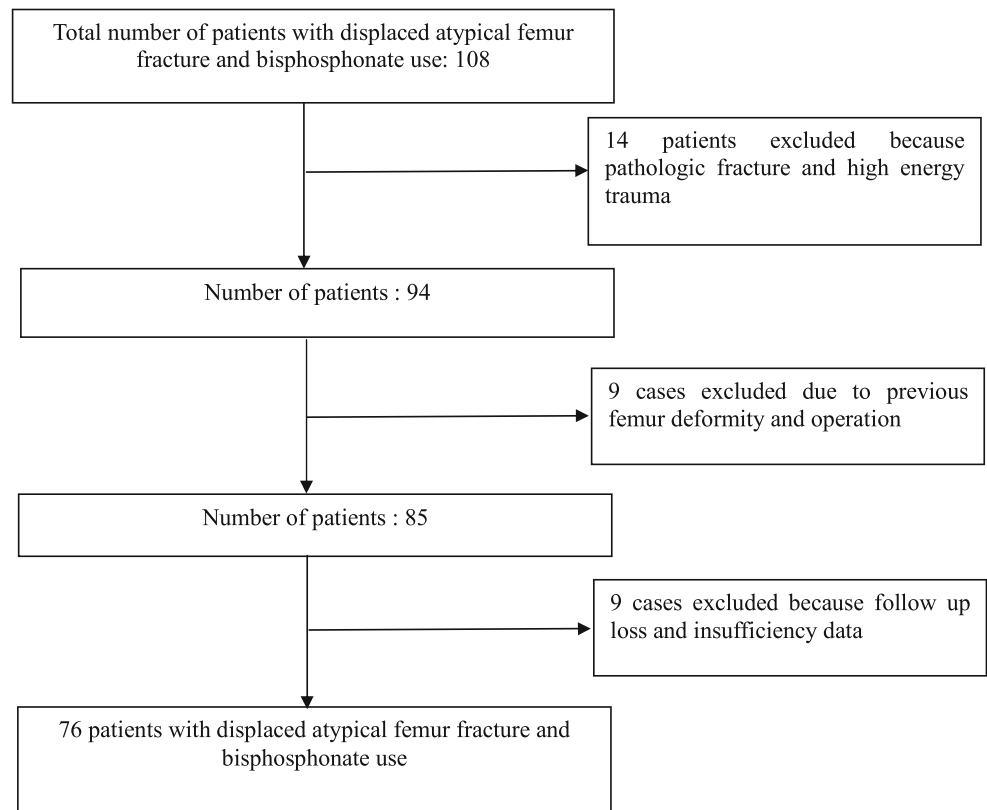 Total number of patients with displaced atypical femur
fracture and bisphosphonate use: 108
14 patients excluded because
pathologic fracture and high energy
trauma
Number of patients : 94
9 cases excluded due to previous
femur deformity and operation
Number of patients : 85
9 cases excluded because follow up
loss and insufficiency data
76 patients with displaced atypical femur fracture and
bisphosphonate use